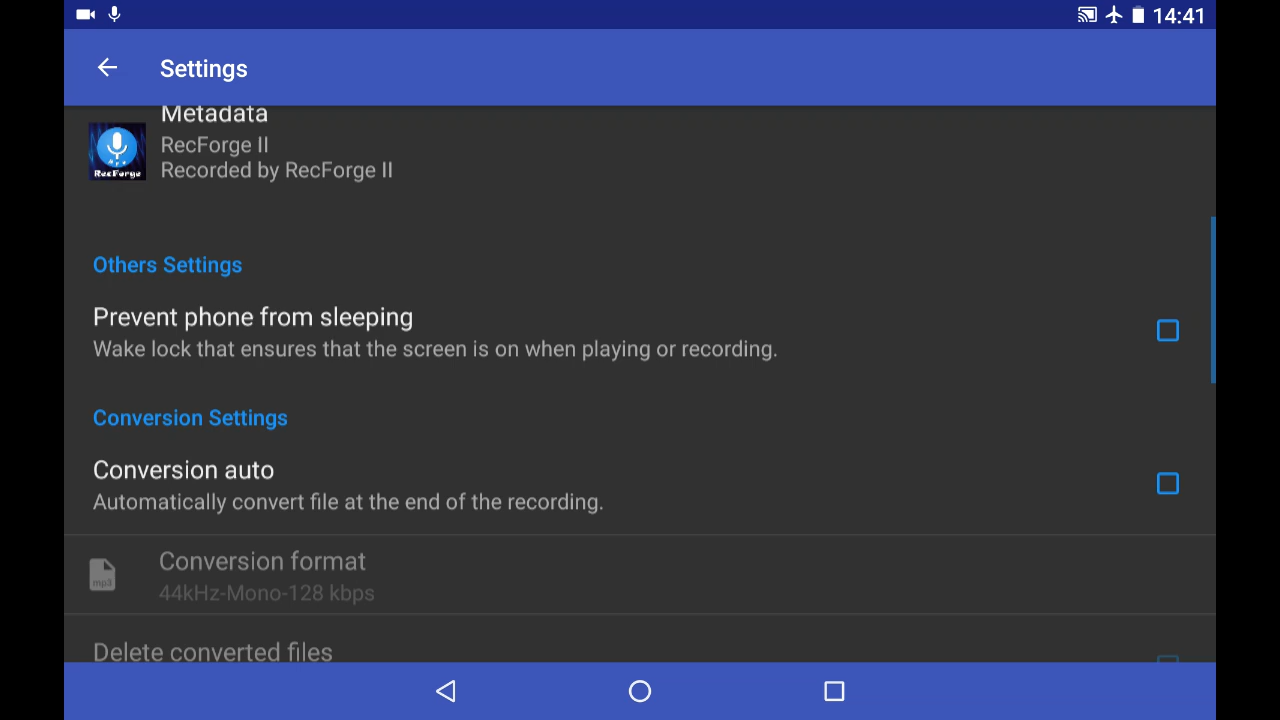 14:41
Settings
Metadata
RecForge II
Recorded by RecForge II
RecForge
Others Settings
Prevent phone from sleeping
Wake lock that ensures that the screen is on when playing or recording.
Conversion Settings
Conversion auto
Automatically convert file at the end of the recording.
Conversion format
mp3
44kHz-Mono-128 kbps
Delete converted files